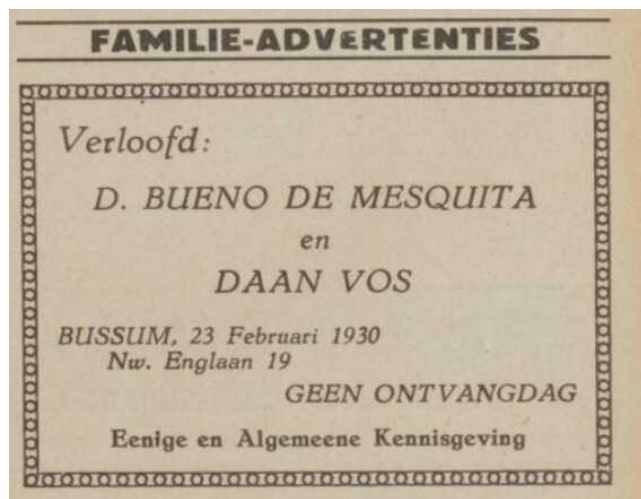 FAMILIE-ADVERTENTIES
Verloofd:
D. BUENO DE MESQUITA
en
DAAN VOS
BUSSUM, 23 Februari 1930
Nw. Englaan 19
GEEN ONTVANGDAG
Eenige en Algemeene Kennisgeving